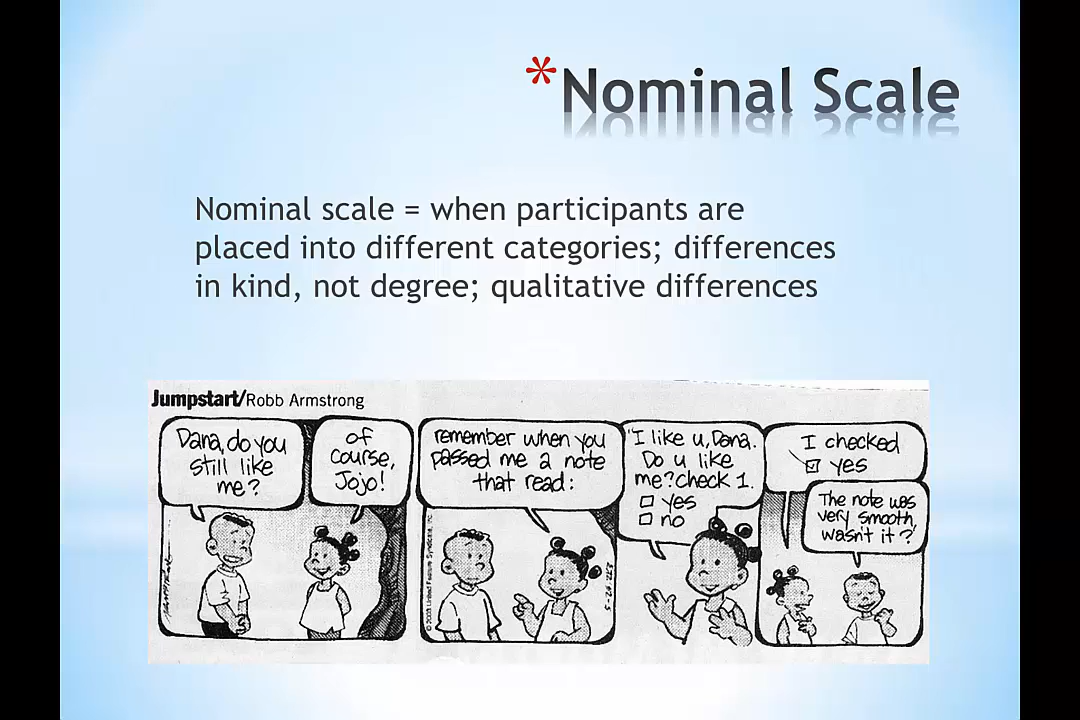 *Nominal Scale
Nominal scale = when participants are
placed into different categories; differences
in kind, not degree; qualitative differences
Jumpstart/Robb Armstrong
Dana, do you
still like
me?
of
course,
Jojo!
remember when you
passed me a note
that read:
"I like u, Dana.
Do u like
me? check 1.
yes
no
I checked
yes
The note was
very smooth,
wasn't it?